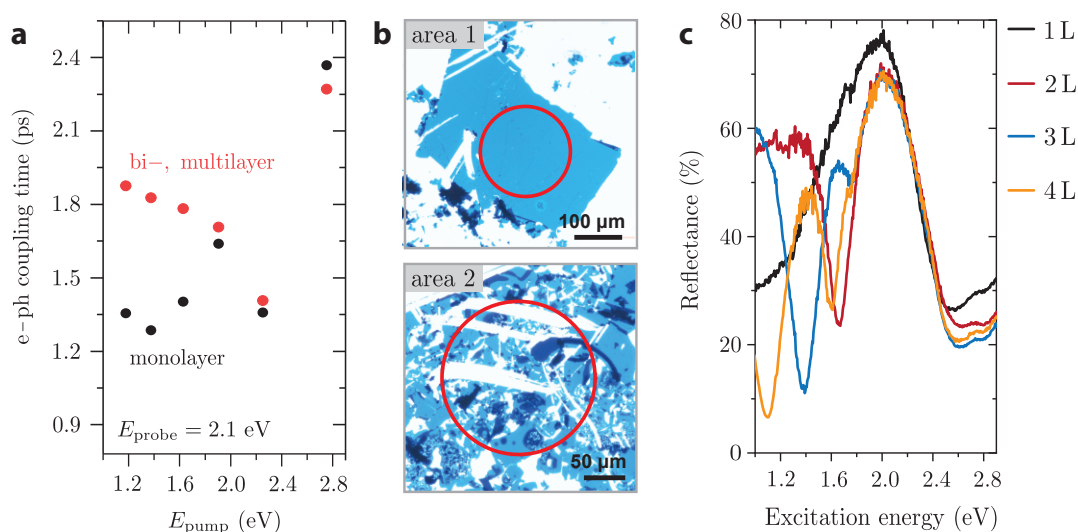 a
e−ph coupling time (ps)
2.4
2.1
1.8
1.5
1.2
0.9
bi−, multilayer
monolayer
E_probe = 2.1 eV
1.2 1.6 2.0 2.4 2.8
E_pump (eV)
b
area 1
100 μm
area 2
50 μm
c
Reflectance (%)
80
60
40
20
0
1.2 1.6 2.0 2.4 2.8
Excitation energy (eV)
1 L
2 L
3 L
4 L